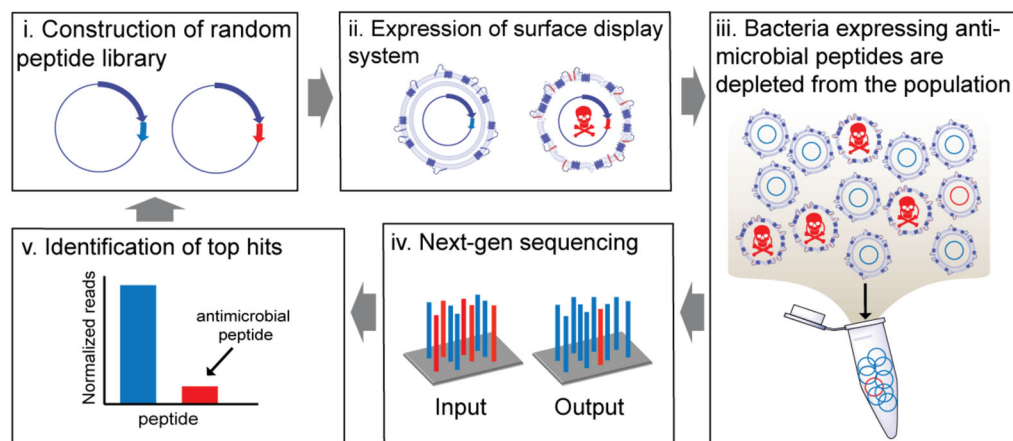 i. Construction of random
peptide library
ii. Expression of surface display
system
iii. Bacteria expressing anti-
microbial peptides are
depleted from the population
iv. Next-gen sequencing
Input
Output
v. Identification of top hits
Normalized reads
antimicrobial
peptide
peptide